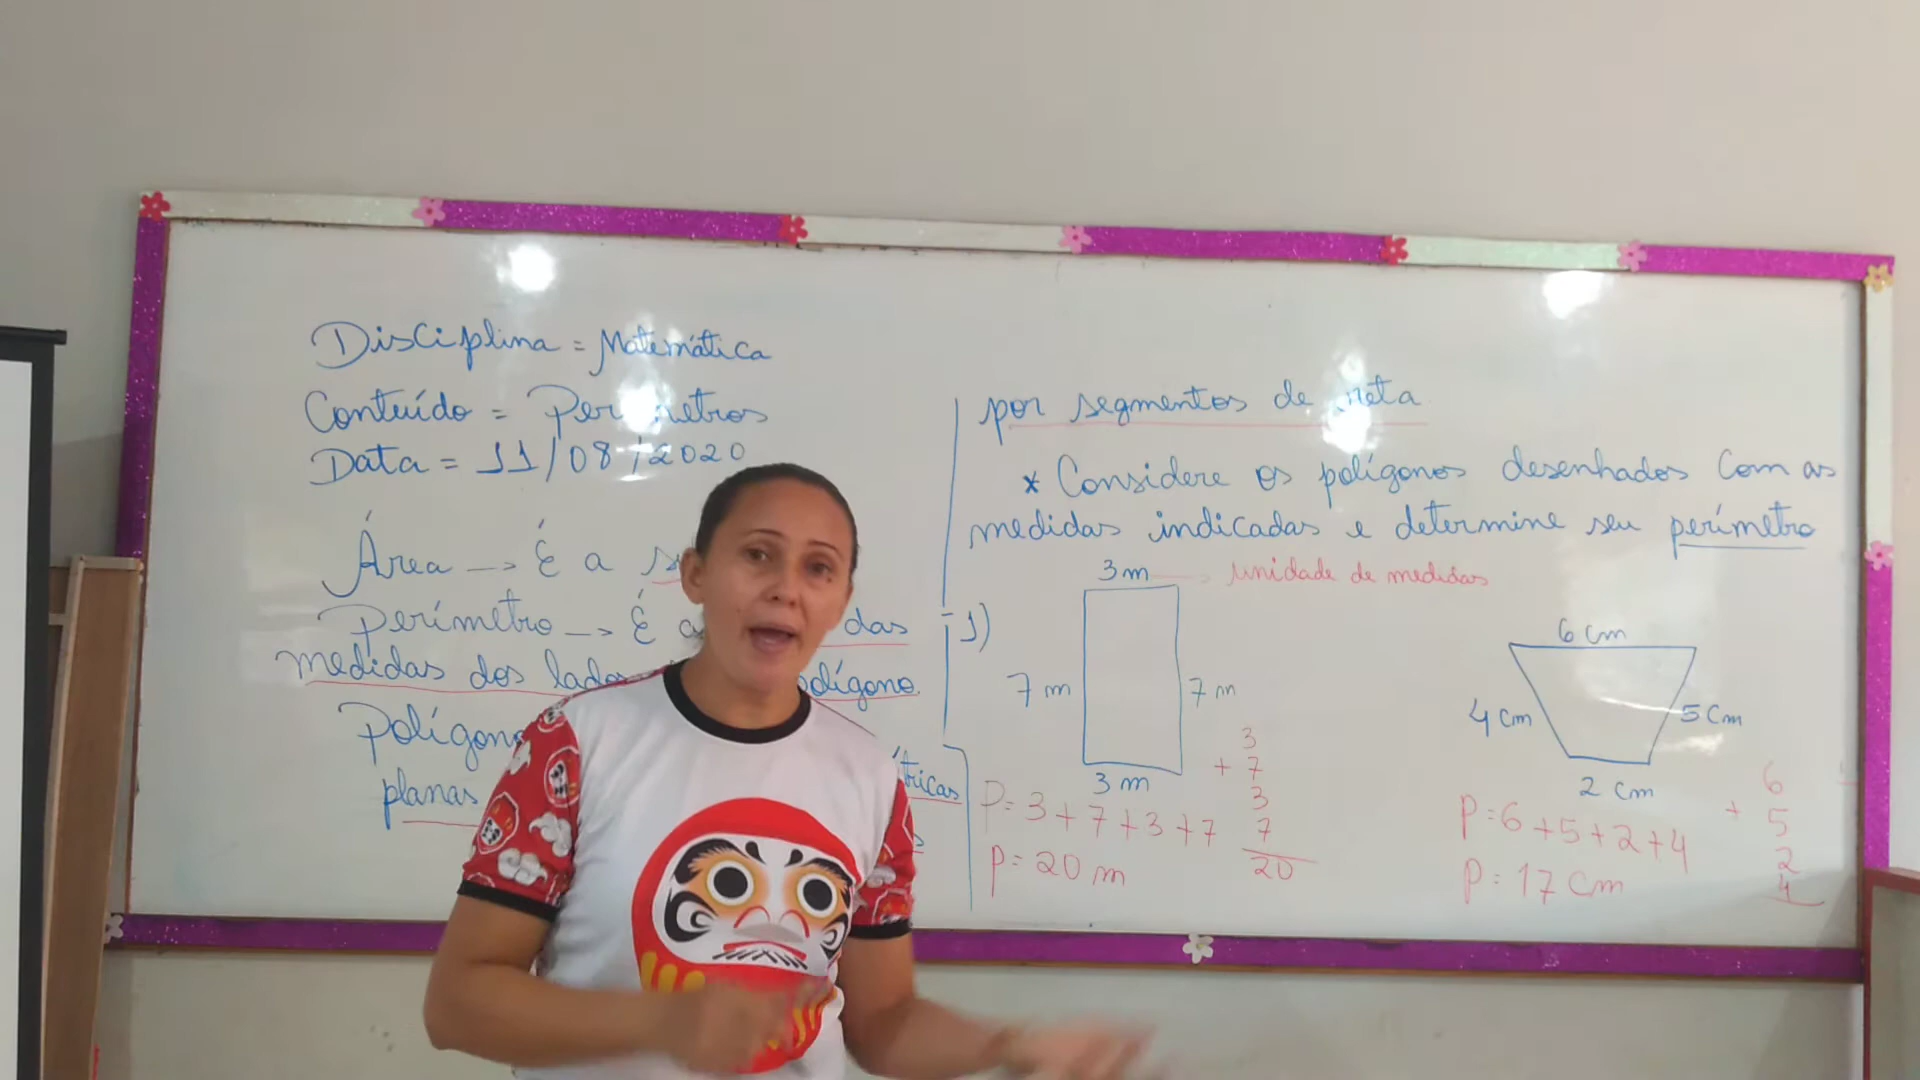 Disciplina = Matemática
Conteúdo = Perímetros
Data = 11/08/2020
Área –> É a
Perímetro –> É a das
medidas dos lados polígono.
planas
por segmentos de reta
* Considere os polígonos desenhados com as
medidas indicadas e determine seu perímetro
3 m –> unidade de medidas
1)
7 m 7 m
3 m
3
+ 7
3
7
20
P= 3+7+3+7
P= 20 m
6 cm
4 cm 5 cm
2 cm
6
+ 5
2
4
P=6+5+2+4
P= 17 cm